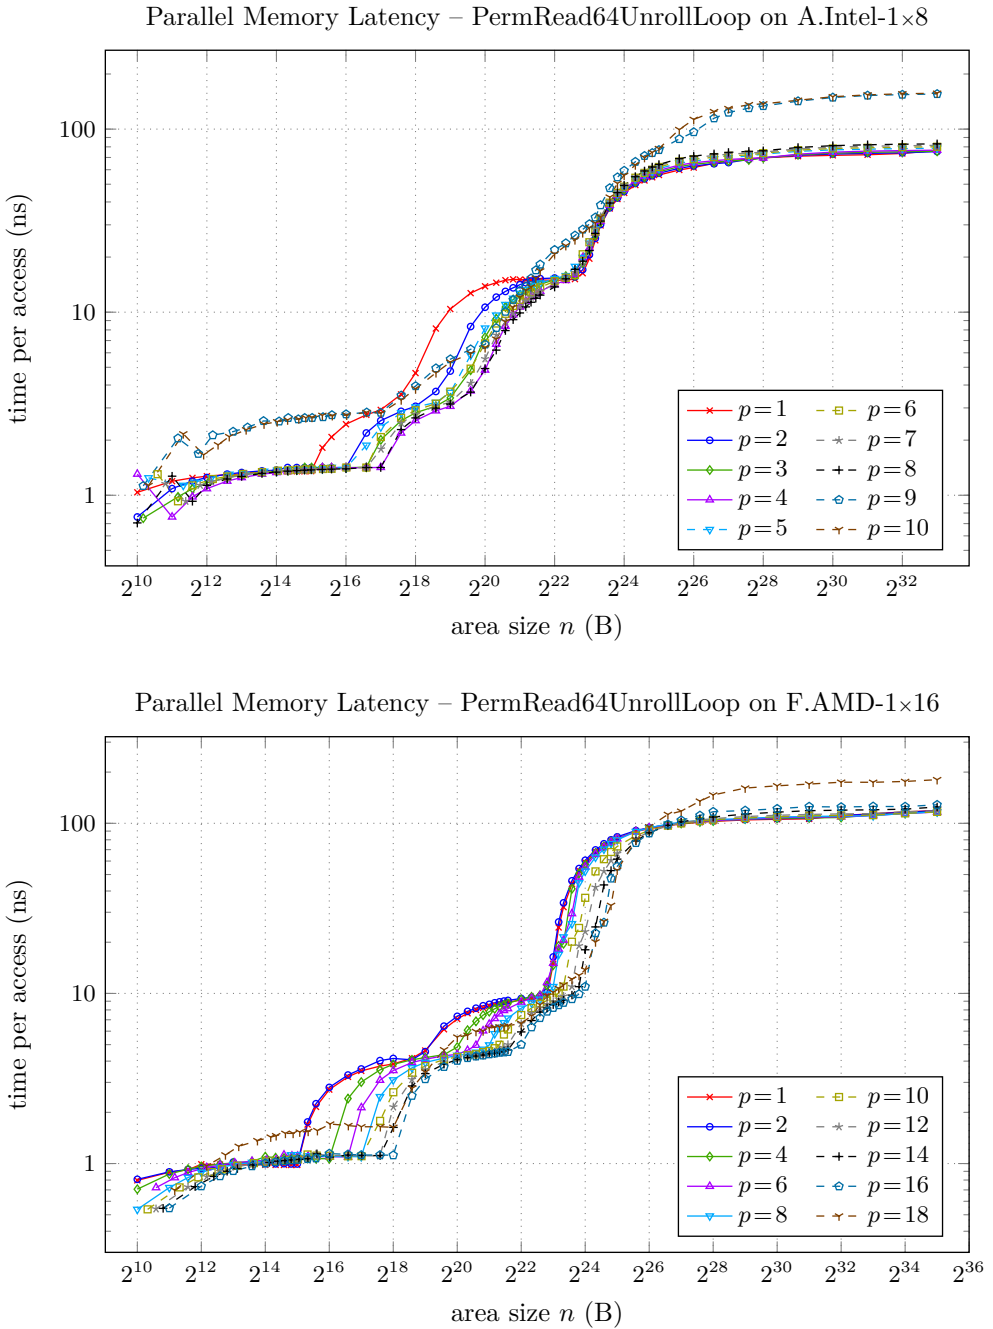 Parallel Memory Latency – PermRead64UnrollLoop on A.Intel-1×8
time per access (ns)
100
10
1
p=1 p=6
p=2 p=7
p=3 p=8
p=4 p=9
p=5 p=10
2^10 2^12 2^14 2^16 2^18 2^20 2^22 2^24 2^26 2^28 2^30 2^32
area size n (B)
Parallel Memory Latency – PermRead64UnrollLoop on F.AMD-1×16
time per access (ns)
100
10
1
p=1 p=10
p=2 p=12
p=4 p=14
p=6 p=16
p=8 p=18
2^10 2^12 2^14 2^16 2^18 2^20 2^22 2^24 2^26 2^28 2^30 2^32 2^34 2^36
area size n (B)